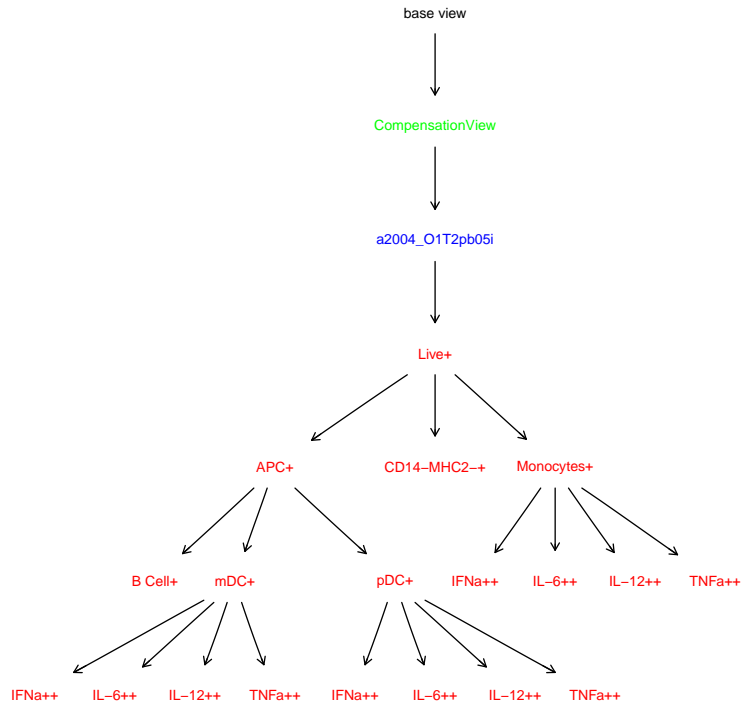 base view
CompensationView
a2004_O1T2pb05i
Live+
APC+ CD14−MHC2−+ Monocytes+
B Cell+ mDC+ pDC+ IFNa++ IL−6++ IL−12++ TNFa++
IFNa++ IL−6++ IL−12++ TNFa++ IFNa++ IL−6++ IL−12++ TNFa++